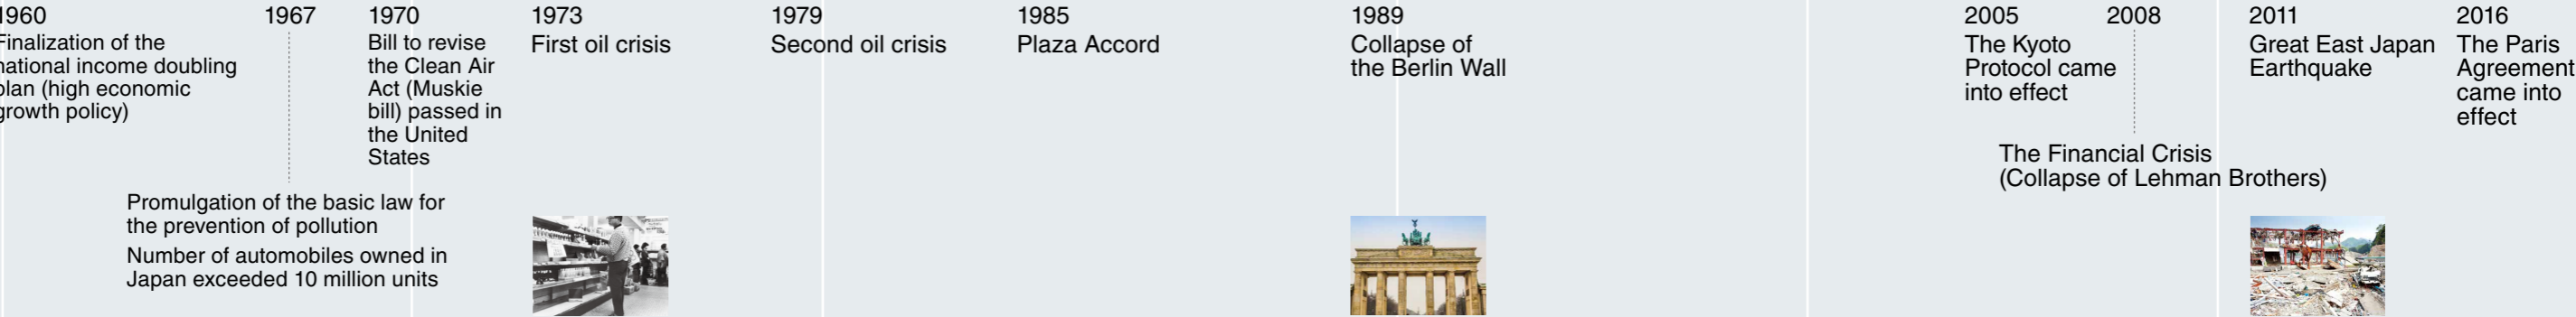 1960
Finalization of the
national income doubling
plan (high economic
growth policy)
1967
Promulgation of the basic law for
the prevention of pollution
Number of automobiles owned in
Japan exceeded 10 million units
1970
Bill to revise
the Clean Air
Act (Muskie
bill) passed in
the United
States
1973
First oil crisis
1979
Second oil crisis
1985
Plaza Accord
1989
Collapse of
the Berlin Wall
2005
The Kyoto
Protocol came
into effect
2008
The Financial Crisis
(Collapse of Lehman Brothers)
2011
Great East Japan
Earthquake
2016
The Paris
Agreement
came into
effect